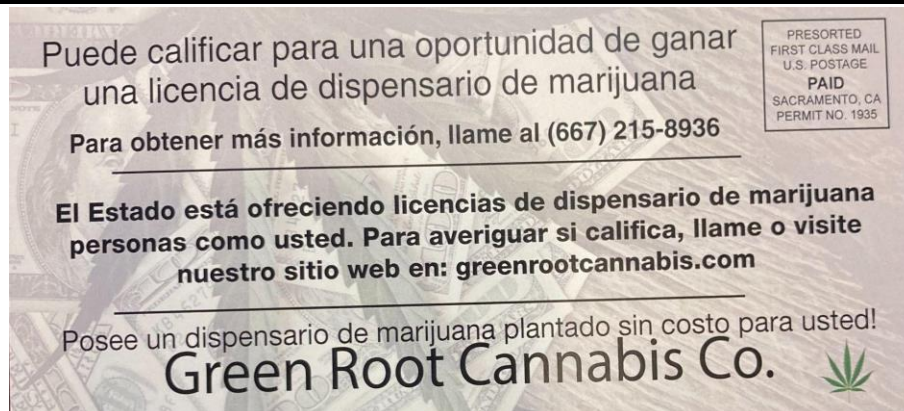 Puede calificar para una oportunidad de ganar
una licencia de dispensario de marijuana
Para obtener más información, llame al (667) 215-8936
PRESORTED
FIRST CLASS MAIL
U.S. POSTAGE
PAID
SACRAMENTO, CA
PERMIT NO. 1935
El Estado está ofreciendo licencias de dispensario de marijuana
personas como usted. Para averiguar si califica, llame o visite
nuestro sitio web en: greenrootcannabis.com
Posee un dispensario de marijuana plantado sin costo para usted!
Green Root Cannabis Co.